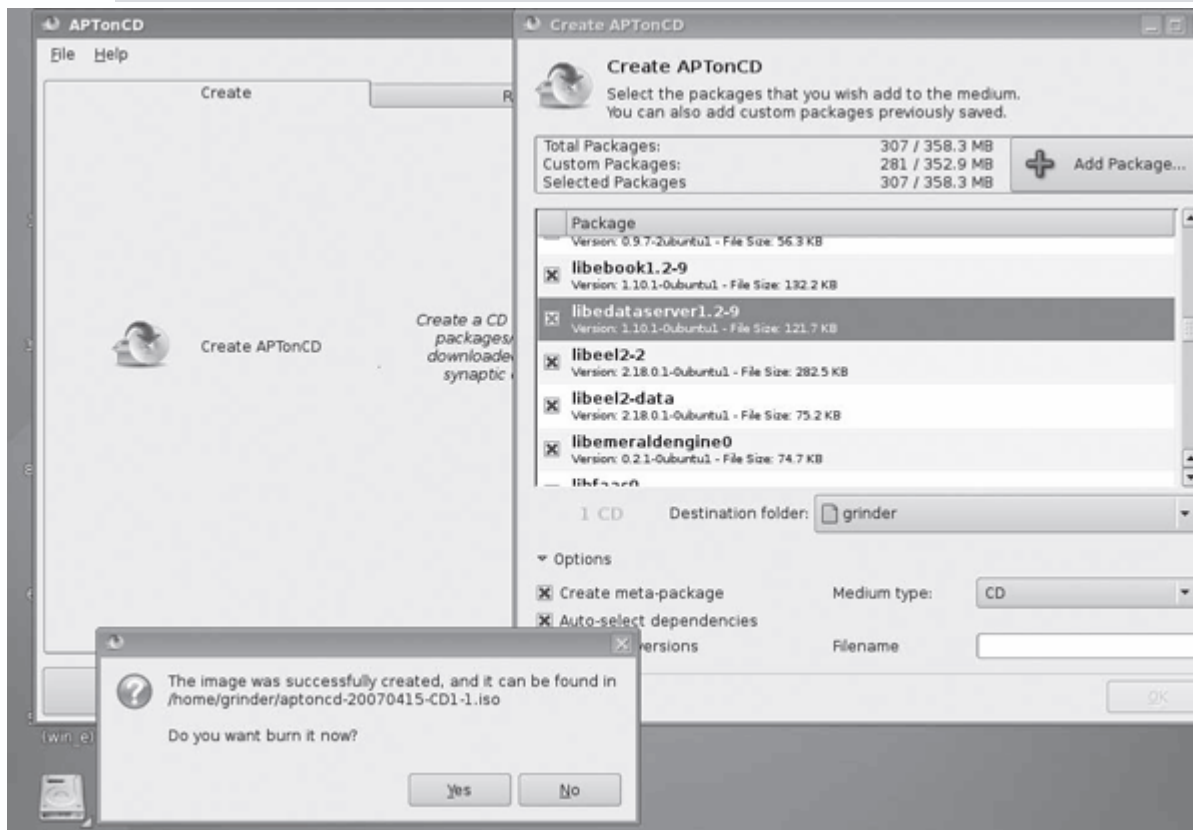 APTonCD
File Help
Create
R
Create APTonCD
Create a CD
packages/
downloade
synaptic
Create APTonCD
Create APTonCD
Select the packages that you wish add to the medium.
You can also add custom packages previously saved.
Total Packages: 307 / 358.3 MB
Custom Packages: 281 / 352.9 MB
Selected Packages 307 / 358.3 MB
Add Package...
Package
Version: 0.9.7-2ubuntu1 - File Size: 56.3 KB
libebook1.2-9
Version: 1.10.1-0ubuntu1 - File Size: 132.2 KB
libedataserver1.2-9
Version: 1.10.1-0ubuntu1 - File Size: 121.7 KB
libeel2-2
Version: 2.18.0.1-0ubuntu1 - File Size: 282.5 KB
libeel2-data
Version: 2.18.0.1-0ubuntu1 - File Size: 75.2 KB
libemeraldengine0
Version: 0.2.1-0ubuntu1 - File Size: 74.7 KB
libfaac0
1 CD Destination folder: grinder
Options
Create meta-package Medium type: CD
Auto-select dependencies
versions Filename
OK
The image was successfully created, and it can be found in
/home/grinder/aptoncd-20070415-CD1-1.iso
Do you want burn it now?
Yes No
(win_e)